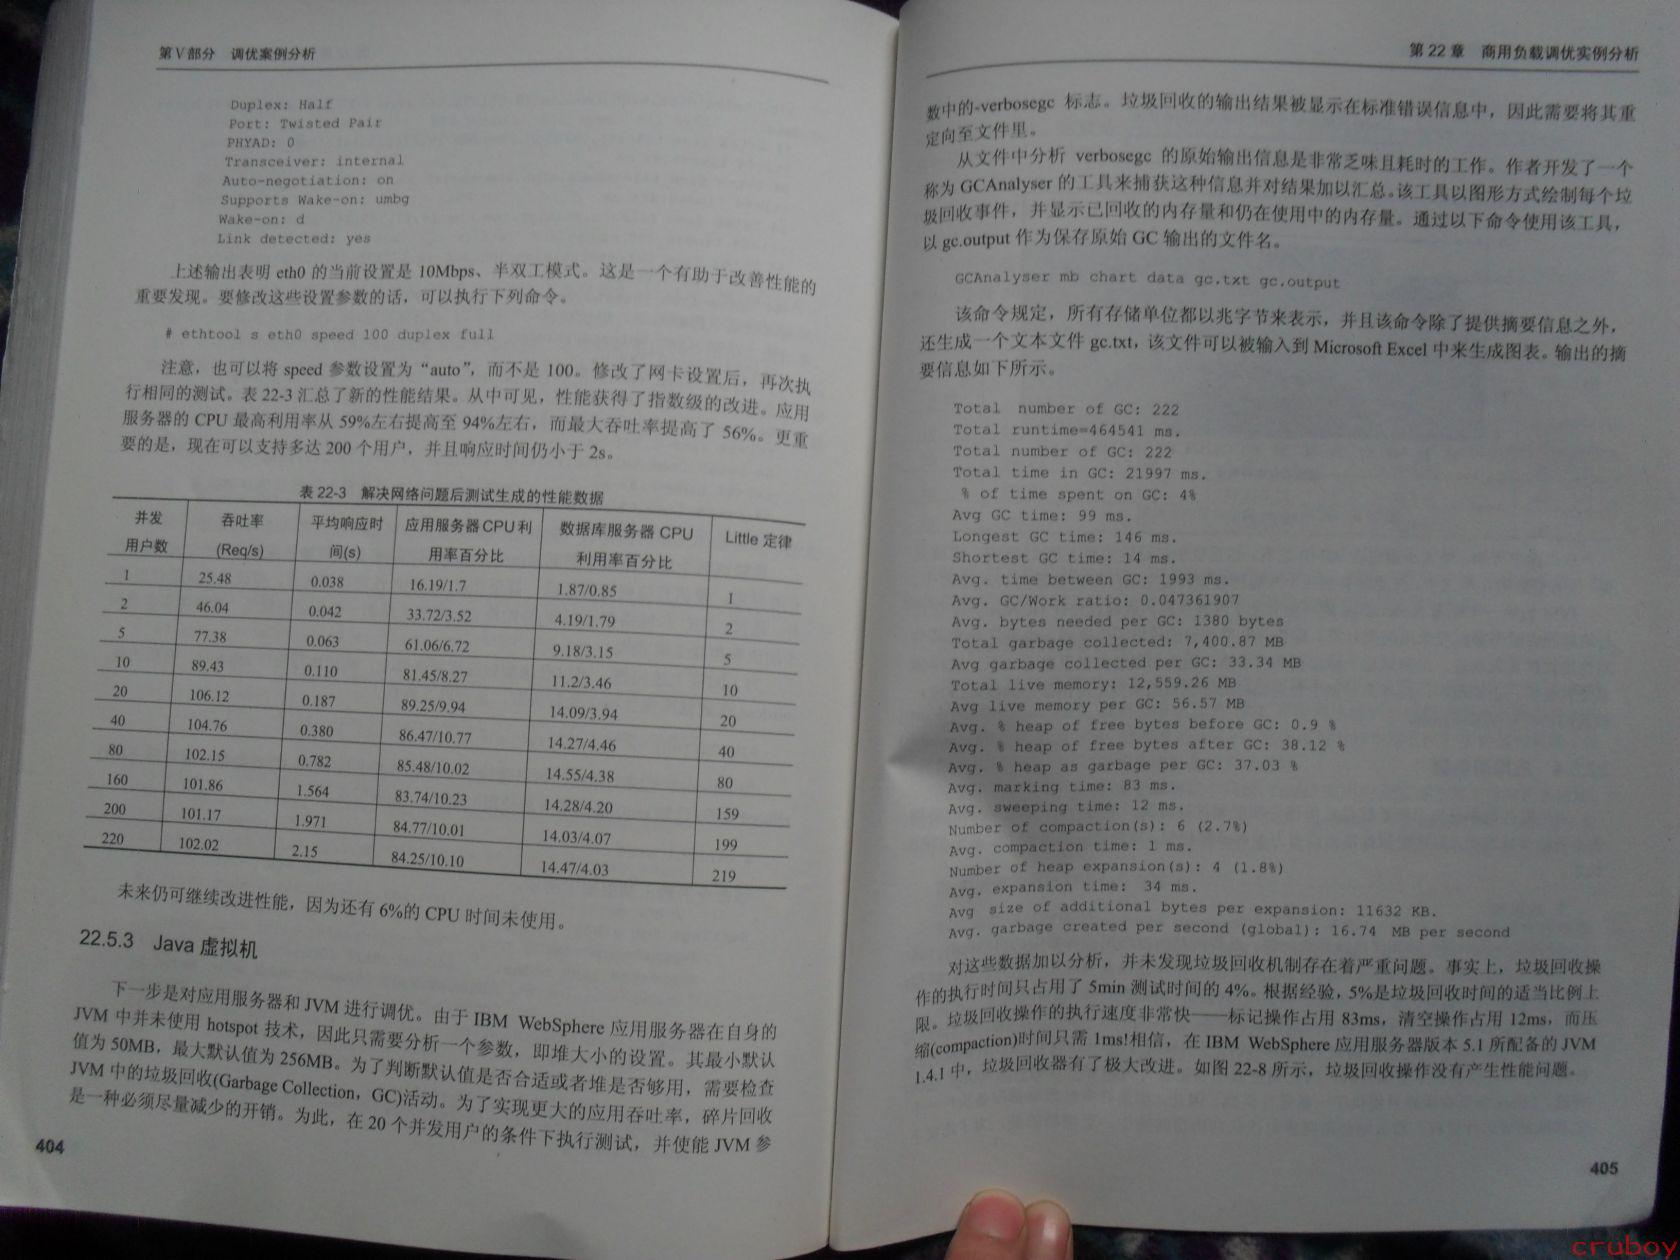 第V部分 调优案例分析
Duplex: Half
Port: Twisted Pair
PHYAD: 0
Transceiver: internal
Auto-negotiation: on
Supports Wake-on: umbg
Wake-on: d
Link detected: yes
上述输出表明 eth0 的当前设置是 10Mbps、半双工模式。这是一个有助于改善性能的
重要发现。要修改这些设置参数的话，可以执行下列命令。
# ethtool s eth0 speed 100 duplex full
注意，也可以将 speed 参数设置为“auto”，而不是 100。修改了网卡设置后，再次执
行相同的测试。表 22-3 汇总了新的性能结果。从中可见，性能获得了指数级的改进。应用
服务器的 CPU 最高利用率从 59%左右提高至 94%左右，而最大吞吐率提高了 56%。更重
要的是，现在可以支持多达 200 个用户，并且响应时间仍小于 2s。
表 22-3 解决网络问题后测试生成的性能数据
并发 吞吐率 平均响应时 应用服务器 CPU 利 数据库服务器 CPU Little 定律
用户数 (Req/s) 间(s) 用率百分比 利用率百分比
1 25.48 0.038 16.19/1.7 1.87/0.85 1
2 46.04 0.042 33.72/3.52 4.19/1.79 2
5 77.38 0.063 61.06/6.72 9.18/3.15 5
10 89.43 0.110 81.45/8.27 11.2/3.46 10
20 106.12 0.187 89.25/9.94 14.09/3.94 20
40 104.76 0.380 86.47/10.77 14.27/4.46 40
80 102.15 0.782 85.48/10.02 14.55/4.38 80
160 101.86 1.564 83.74/10.23 14.28/4.20 159
200 101.17 1.971 84.77/10.01 14.03/4.07 199
220 102.02 2.15 84.25/10.10 14.47/4.03 219
未来仍可继续改进性能，因为还有 6%的 CPU 时间未使用。
22.5.3 Java 虚拟机
下一步是对应用服务器和 JVM 进行调优。由于 IBM WebSphere 应用服务器在自身的
JVM 中并未使用 hotspot 技术，因此只需要分析一个参数，即堆大小的设置。其最小默认
值为 50MB，最大默认值为 256MB。为了判断默认值是否合适或者堆是否够用，需要检查
JVM 中的垃圾回收(Garbage Collection，GC)活动。为了实现更大的应用吞吐率，碎片回收
是一种必须尽量减少的开销。为此，在 20 个并发用户的条件下执行测试，并使能 JVM 参
404
第 22 章 商用负载调优实例分析
数中的-verbosegc 标志。垃圾回收的输出结果被显示在标准错误信息中，因此需要将其重
定向至文件里。
从文件中分析 verbosegc 的原始输出信息是非常乏味且耗时的工作。作者开发了一个
称为 GCAnalyser 的工具来捕获这种信息并对结果加以汇总。该工具以图形方式绘制每个垃
圾回收事件，并显示已回收的内存量和仍在使用中的内存量。通过以下命令使用该工具，
以 gc.output 作为保存原始 GC 输出的文件名。
GCAnalyser mb chart data gc.txt gc.output
该命令规定，所有存储单位都以兆字节来表示，并且该命令除了提供摘要信息之外，
还生成一个文本文件 gc.txt，该文件可以被输入到 Microsoft Excel 中来生成图表。输出的摘
要信息如下所示。
Total number of GC: 222
Total runtime=464541 ms.
Total number of GC: 222
Total time in GC: 21997 ms.
% of time spent on GC: 4%
Avg GC time: 99 ms.
Longest GC time: 146 ms.
Shortest GC time: 14 ms.
Avg. time between GC: 1993 ms.
Avg. GC/Work ratio: 0.047361907
Avg. bytes needed per GC: 1380 bytes
Total garbage collected: 7,400.87 MB
Avg garbage collected per GC: 33.34 MB
Total live memory: 12,559.26 MB
Avg live memory per GC: 56.57 MB
Avg. % heap of free bytes before GC: 0.9 %
Avg. % heap of free bytes after GC: 38.12 %
Avg. % heap as garbage per GC: 37.03 %
Avg. marking time: 83 ms.
Avg. sweeping time: 12 ms.
Number of compaction(s): 6 (2.7%)
Avg. compaction time: 1 ms.
Number of heap expansion(s): 4 (1.8%)
Avg. expansion time: 34 ms.
Avg size of additional bytes per expansion: 11632 KB.
Avg. garbage created per second (global): 16.74 MB per second
对这些数据加以分析，并未发现垃圾回收机制存在着严重问题。事实上，垃圾回收操
作的执行时间只占用了 5min 测试时间的 4%。根据经验，5%是垃圾回收时间的适当比例上
限。垃圾回收操作的执行速度非常快——标记操作占用 83ms，清空操作占用 12ms，而压
缩(compaction)时间只需 1ms!相信，在 IBM WebSphere 应用服务器版本 5.1 所配备的 JVM
1.4.1 中，垃圾回收器有了极大改进。如图 22-8 所示，垃圾回收操作没有产生性能问题。
405
cruboy